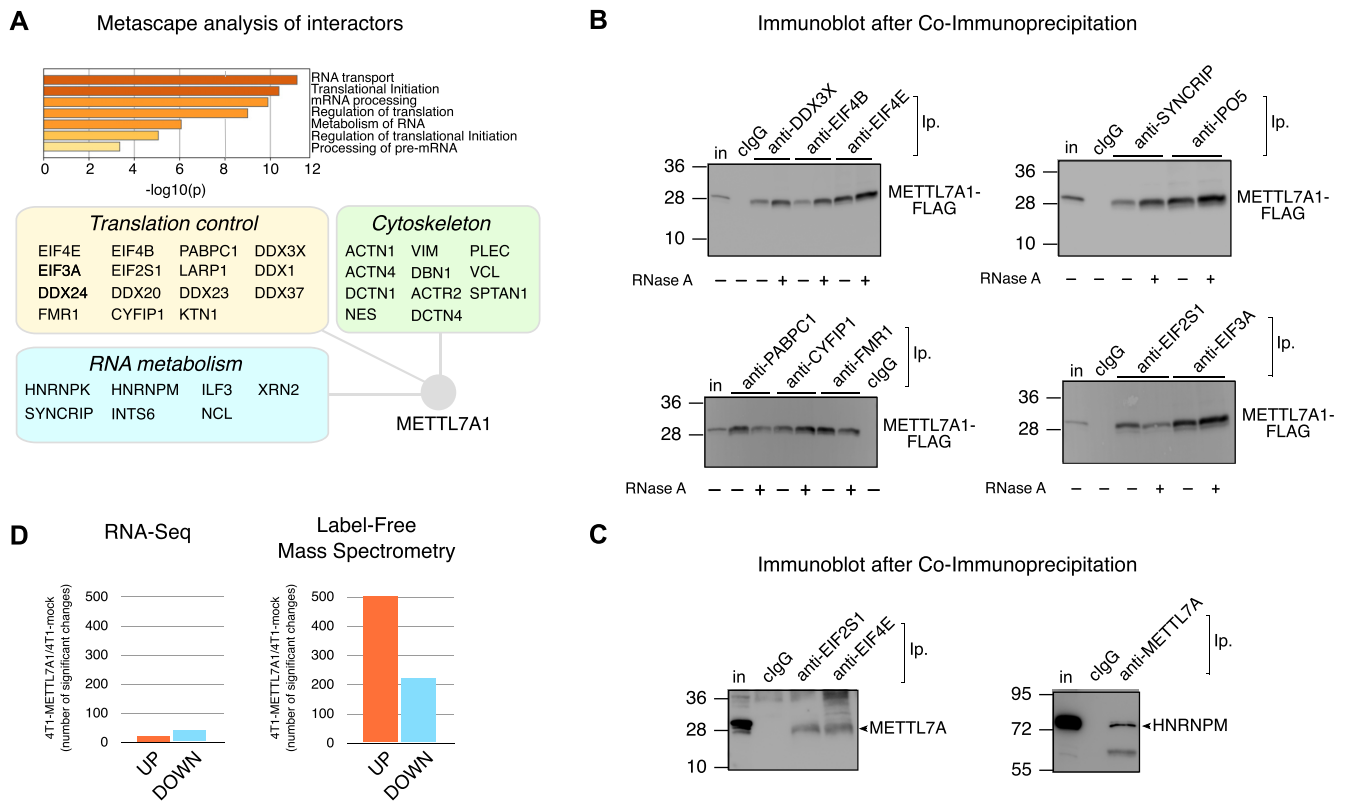 A
Metascape analysis of interactors
RNA transport
Translational Initiation
mRNA processing
Regulation of translation
Metabolism of RNA
Regulation of translational Initiation
Processing of pre-mRNA
0 2 4 6 8 10 12
-log10(p)
Translation control
EIF4E EIF4B PABPC1 DDX3X
EIF3A EIF2S1 LARP1 DDX1
DDX24 DDX20 DDX23 DDX37
FMR1 CYFIP1 KTN1
Cytoskeleton
ACTN1 VIM PLEC
ACTN4 DBN1 VCL
DCTN1 ACTR2 SPTAN1
NES DCTN4
RNA metabolism
HNRNPK HNRNPM ILF3 XRN2
SYNCRIP INTS6 NCL
METTL7A1
B
Immunoblot after Co-Immunoprecipitation
in cIgG anti-DDX3X anti-EIF4B anti-EIF4E Ip.
36
28
10
METTL7A1-
FLAG
RNase A – – – + – + – +
in cIgG anti-SYNCRIP anti-IPO5 Ip.
36
28
10
METTL7A1-
FLAG
RNase A – – – + – +
in anti-PABPC1 anti-CYFIP1 anti-FMR1 cIgG Ip.
36
28
METTL7A1-
FLAG
RNase A – – + – + – + –
in cIgG anti-EIF2S1 anti-EIF3A Ip.
36
28
METTL7A1-
FLAG
RNase A – – – + – +
C
Immunoblot after Co-Immunoprecipitation
in cIgG anti-EIF2S1 anti-EIF4E Ip.
36
28
10
METTL7A
in cIgG anti-METTL7A Ip.
95
72
55
HNRNPM
D
RNA-Seq
4T1-METTL7A1/4T1-mock
(number of significant changes)
500
400
300
200
100
0
UP DOWN
Label-Free
Mass Spectrometry
4T1-METTL7A1/4T1-mock
(number of significant changes)
500
400
300
200
100
0
UP DOWN